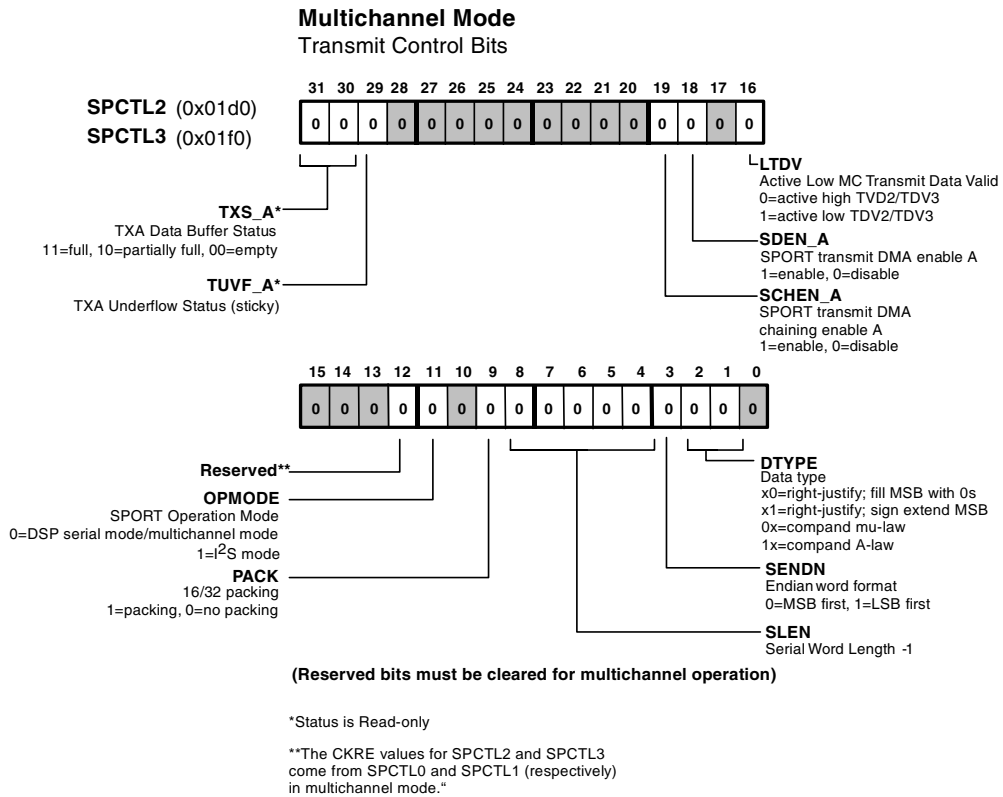 Multichannel Mode
Transmit Control Bits
31 30 29 28 27 26 25 24 23 22 21 20 19 18 17 16
SPCTL2 (0x01d0)
SPCTL3 (0x01f0)
0 0 0 0 0 0 0 0 0 0 0 0 0 0 0 0
TXS_A*
TXA Data Buffer Status
11=full, 10=partially full, 00=empty
TUVF_A*
TXA Underflow Status (sticky)
LTDV
Active Low MC Transmit Data Valid
0=active high TVD2/TDV3
1=active low TDV2/TDV3
SDEN_A
SPORT transmit DMA enable A
1=enable, 0=disable
SCHEN_A
SPORT transmit DMA
chaining enable A
1=enable, 0=disable
15 14 13 12 11 10 9 8 7 6 5 4 3 2 1 0
0 0 0 0 0 0 0 0 0 0 0 0 0 0 0 0
Reserved**
OPMODE
SPORT Operation Mode
0=DSP serial mode/multichannel mode
1=I2S mode
PACK
16/32 packing
1=packing, 0=no packing
DTYPE
Data type
x0=right-justify; fill MSB with 0s
x1=right-justify; sign extend MSB
0x=compand mu-law
1x=compand A-law
SENDN
Endian word format
0=MSB first, 1=LSB first
SLEN
Serial Word Length -1
(Reserved bits must be cleared for multichannel operation)
*Status is Read-only
**The CKRE values for SPCTL2 and SPCTL3
come from SPCTL0 and SPCTL1 (respectively)
in multichannel mode.“